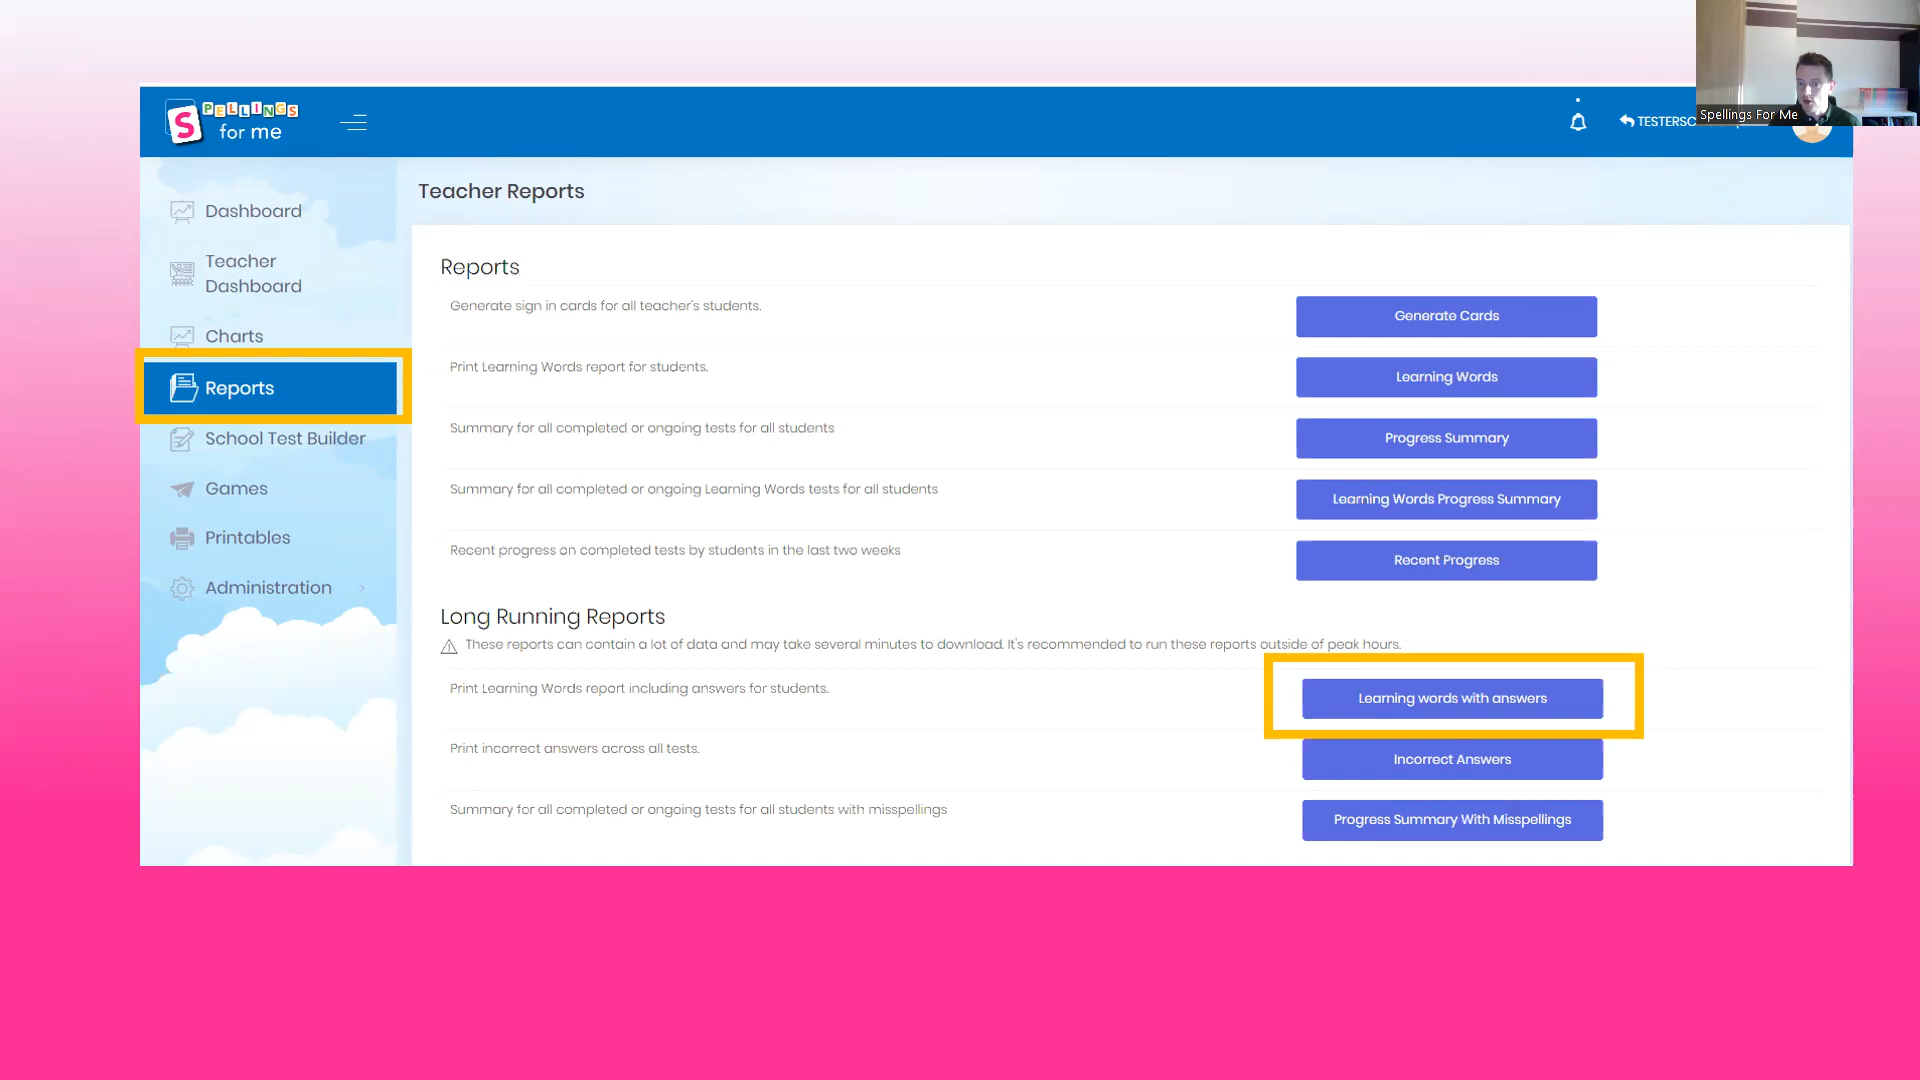 SPELLINGS
for me
TESTERSC
Spellings For Me
Dashboard
Teacher
Dashboard
Charts
Reports
School Test Builder
Games
Printables
Administration
Teacher Reports
Reports
Generate sign in cards for all teacher's students.
Generate Cards
Print Learning Words report for students.
Learning Words
Summary for all completed or ongoing tests for all students
Progress Summary
Summary for all completed or ongoing Learning Words tests for all students
Learning Words Progress Summary
Recent progress on completed tests by students in the last two weeks
Recent Progress
Long Running Reports
These reports can contain a lot of data and may take several minutes to download. It's recommended to run these reports outside of peak hours.
Print Learning Words report including answers for students.
Learning words with answers
Print incorrect answers across all tests.
Incorrect Answers
Summary for all completed or ongoing tests for all students with misspellings
Progress Summary With Misspellings